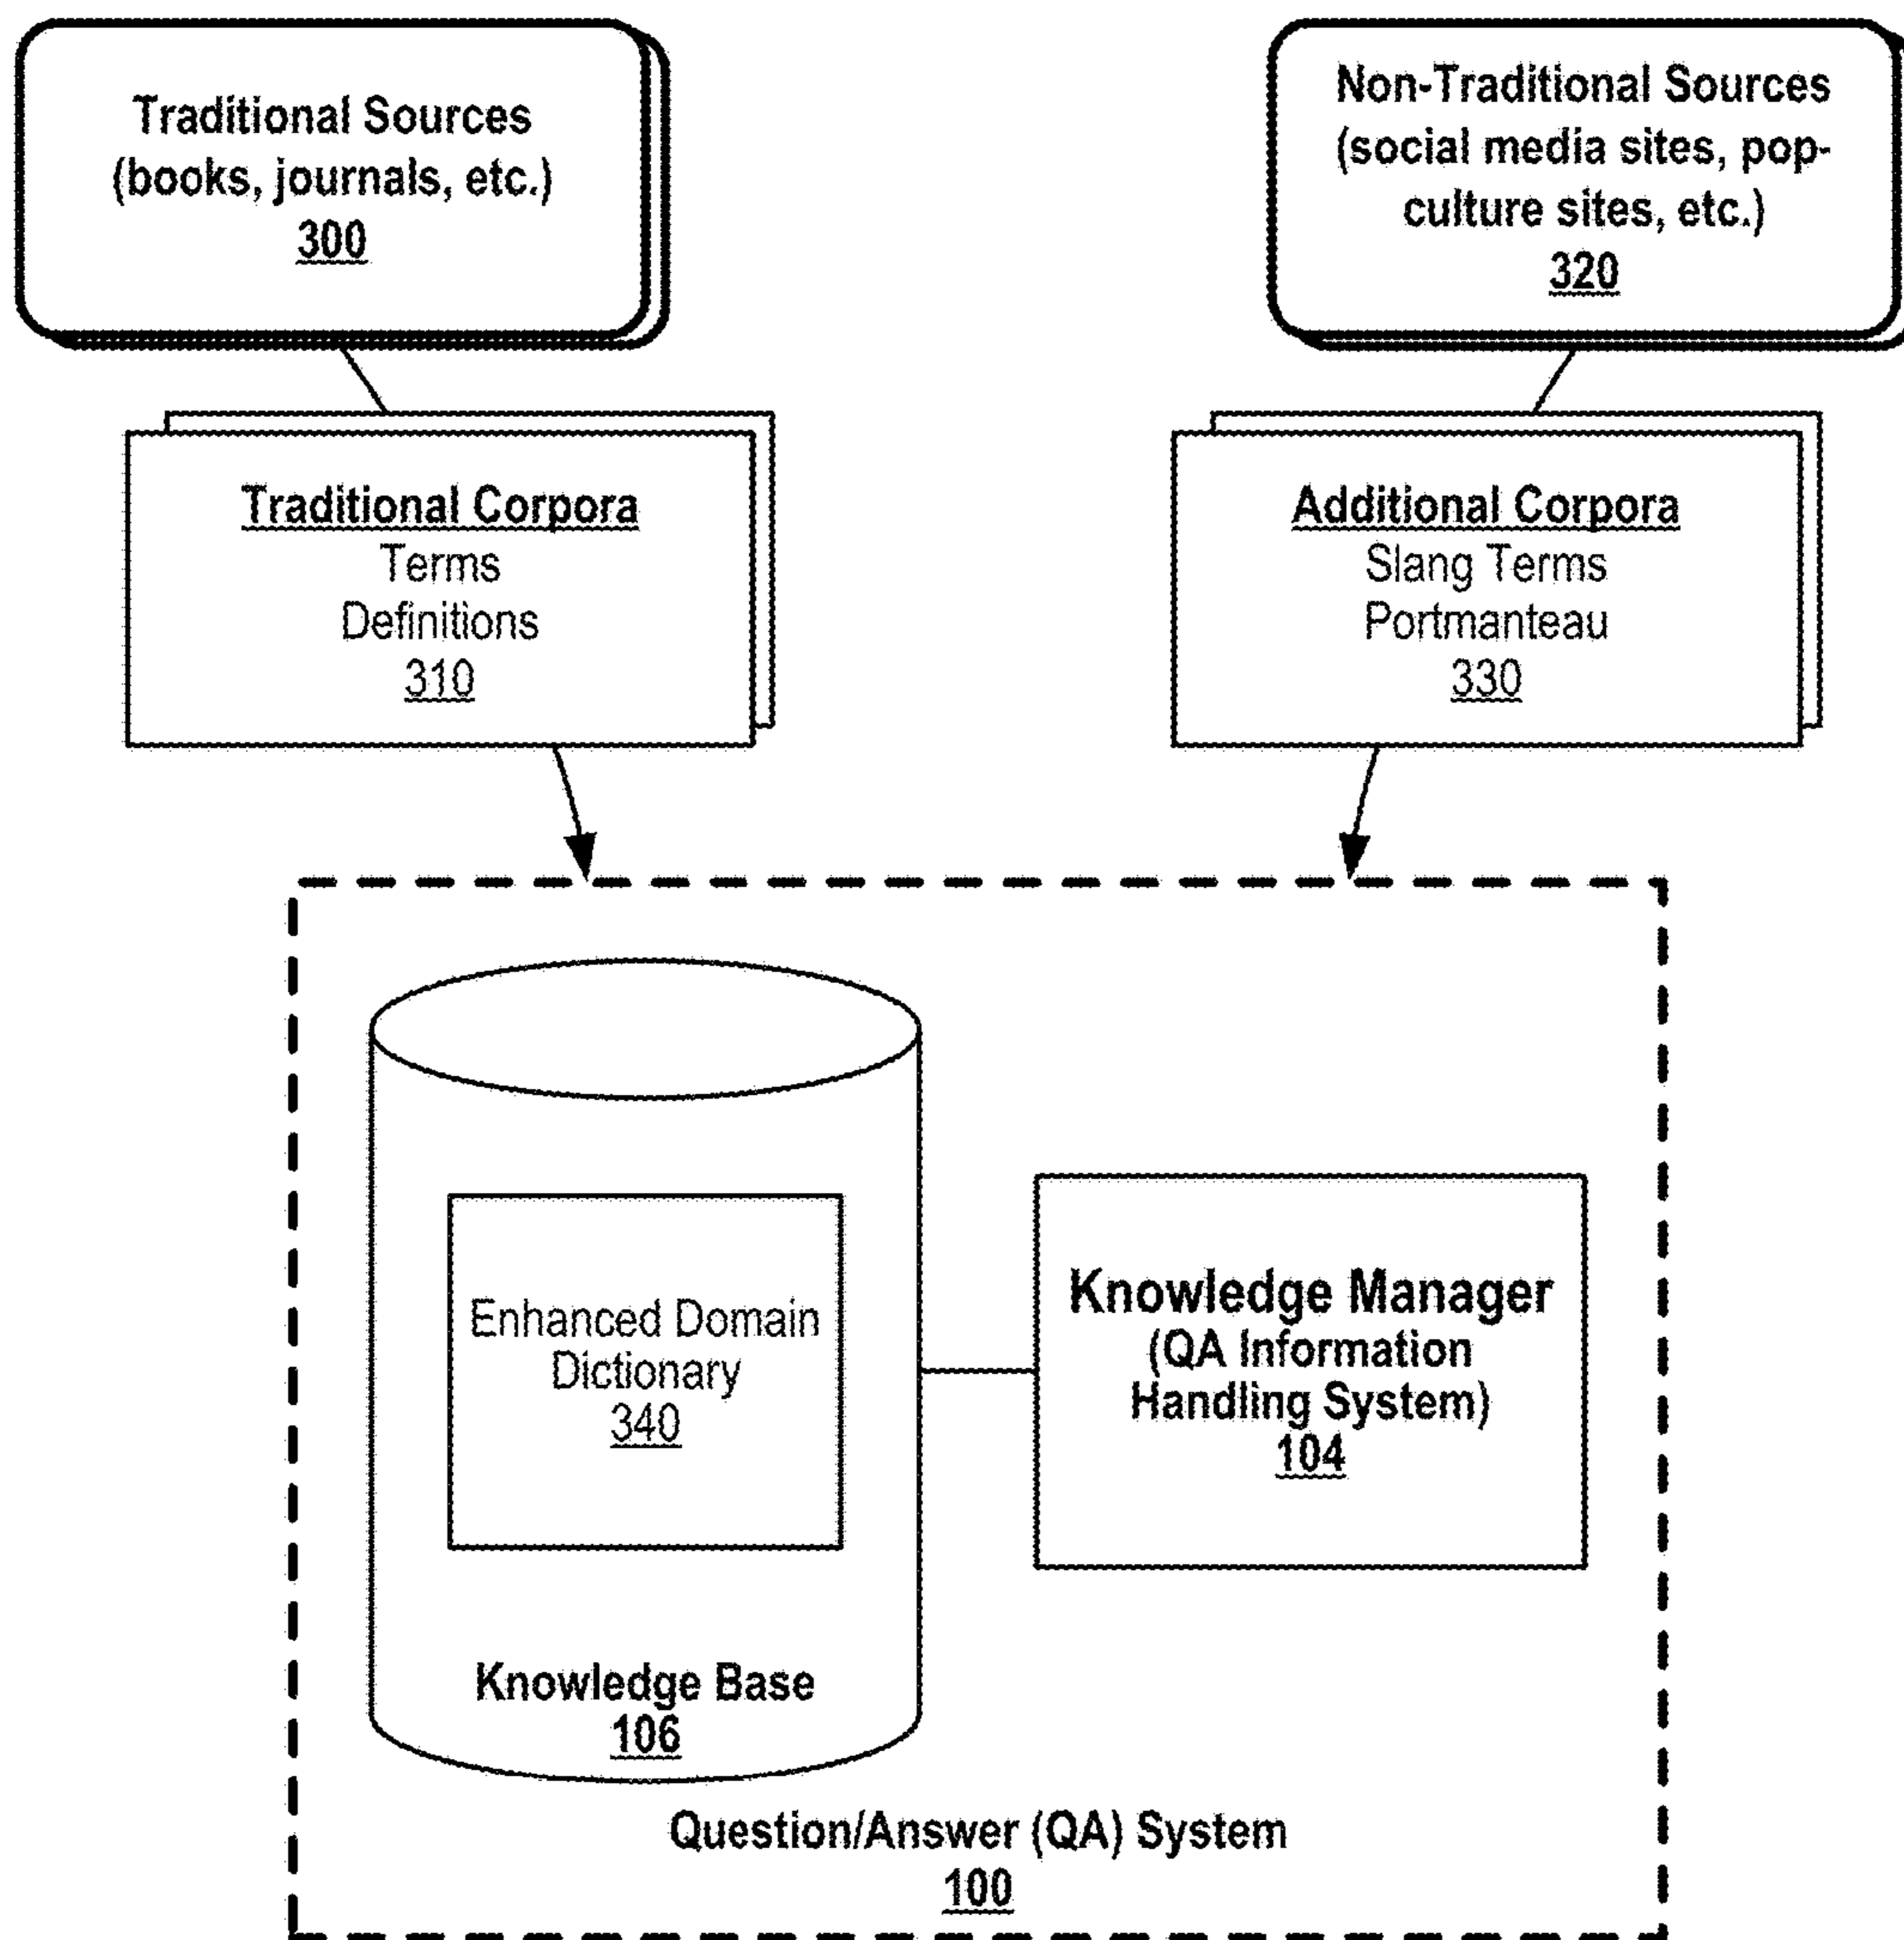 Traditional Sources
(books, journals, etc.)
300
Non-Traditional Sources
(social media sites, pop-
culture sites, etc.)
320
Traditional Corpora
Terms
Definitions
310
Additional Corpora
Slang Terms
Portmanteau
330
Enhanced Domain
Dictionary
340
Knowledge Base
106
Knowledge Manager
(QA Information
Handling System)
104
Question/Answer (QA) System
100